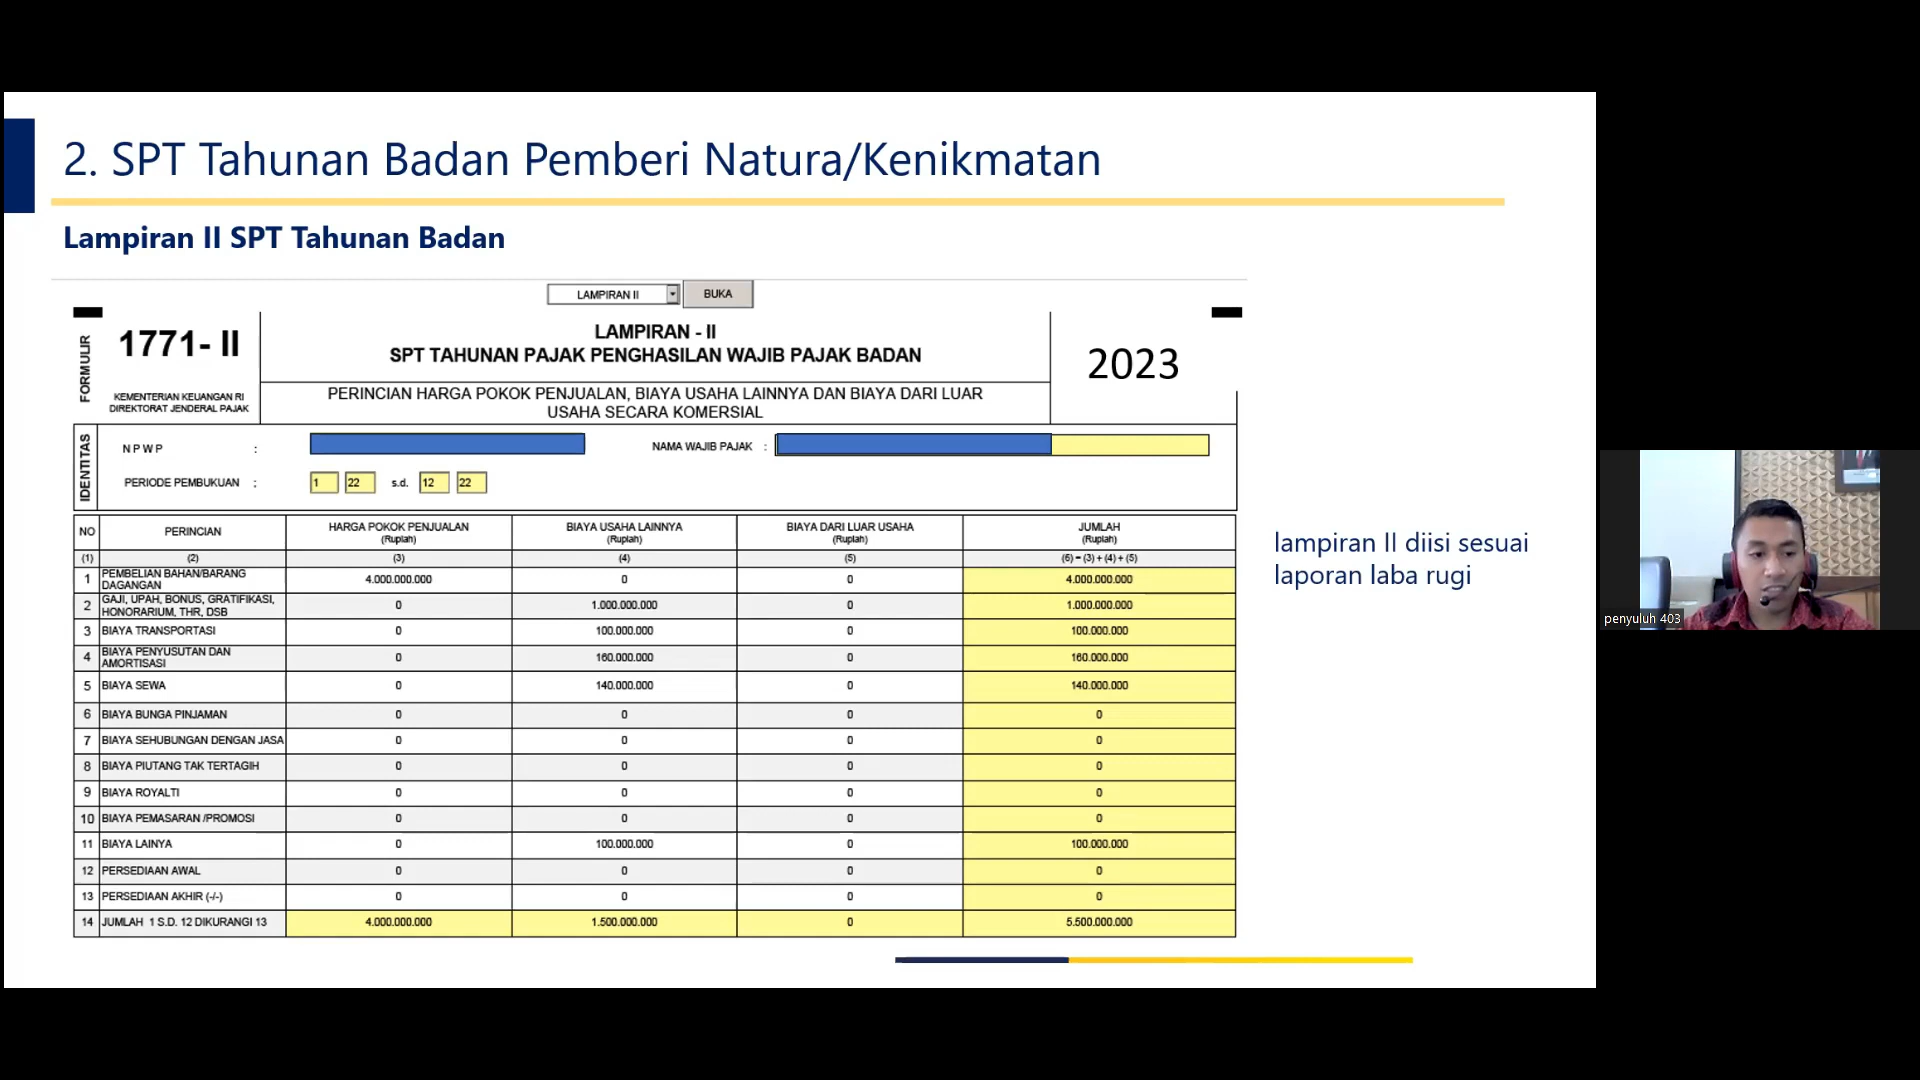 2. SPT Tahunan Badan Pemberi Natura/Kenikmatan
Lampiran II SPT Tahunan Badan
LAMPIRAN II BUKA
FORMULIR
1771- II
KEMENTERIAN KEUANGAN RI
DIREKTORAT JENDERAL PAJAK
LAMPIRAN - II
SPT TAHUNAN PAJAK PENGHASILAN WAJIB PAJAK BADAN
PERINCIAN HARGA POKOK PENJUALAN, BIAYA USAHA LAINNYA DAN BIAYA DARI LUAR
USAHA SECARA KOMERSIAL
2023
IDENTITAS
N P W P :
NAMA WAJIB PAJAK :
PERIODE PEMBUKUAN : 1 22 s.d. 12 22
NO PERINCIAN HARGA POKOK PENJUALAN (Rupiah) BIAYA USAHA LAINNYA (Rupiah) BIAYA DARI LUAR USAHA (Rupiah) JUMLAH (Rupiah)
(1) (2) (3) (4) (5) (6) = (3) + (4) + (5)
1 PEMBELIAN BAHAN/BARANG DAGANGAN 4.000.000.000 0 0 4.000.000.000
2 GAJI, UPAH, BONUS, GRATIFIKASI, HONORARIUM, THR, DSB 0 1.000.000.000 0 1.000.000.000
3 BIAYA TRANSPORTASI 0 100.000.000 0 100.000.000
4 BIAYA PENYUSUTAN DAN AMORTISASI 0 160.000.000 0 160.000.000
5 BIAYA SEWA 0 140.000.000 0 140.000.000
6 BIAYA BUNGA PINJAMAN 0 0 0 0
7 BIAYA SEHUBUNGAN DENGAN JASA 0 0 0 0
8 BIAYA PIUTANG TAK TERTAGIH 0 0 0 0
9 BIAYA ROYALTI 0 0 0 0
10 BIAYA PEMASARAN /PROMOSI 0 0 0 0
11 BIAYA LAINYA 0 100.000.000 0 100.000.000
12 PERSEDIAAN AWAL 0 0 0 0
13 PERSEDIAAN AKHIR (-/-) 0 0 0 0
14 JUMLAH 1 S.D. 12 DIKURANGI 13 4.000.000.000 1.500.000.000 0 5.500.000.000
lampiran II diisi sesuai
laporan laba rugi
penyuluh 403